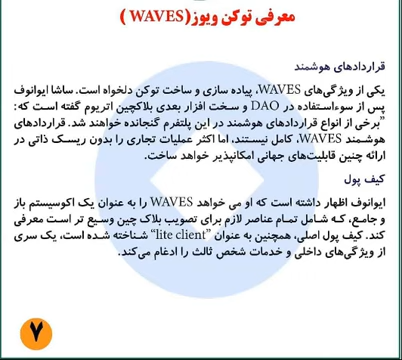 معرفی توکن ویوز(WAVES )
قراردادهای هوشمند
یکی از ویژگی‌های WAVES، پیاده سازی و ساخت توکن دلخواه است. ساشا ایوانوف
پس از سوءاستفاده در DAO و سخت افزار بعدی بلاکچین اتریوم گفته است که:
"برخی از انواع قراردادهای هوشمند در این پلتفرم گنجانده خواهند شد. قراردادهای
هوشمند WAVES، کامل نیستند، اما اکثر عملیات تجاری را بدون ریسک ذاتی در
ارائه چنین قابلیت‌های جهانی امکانپذیر خواهد ساخت.
کیف پول
ایوانوف اظهار داشته است که او می خواهد WAVES را به عنوان یک اکوسیستم باز
و جامع، که شامل تمام عناصر لازم برای تصویب بلاک چین وسیع تر است معرفی
کند. کیف پول اصلی، همچنین به عنوان "lite client" شناخته شده است، یک سری
از ویژگی‌های داخلی و خدمات شخص ثالث را ادغام می‌کند.
۷